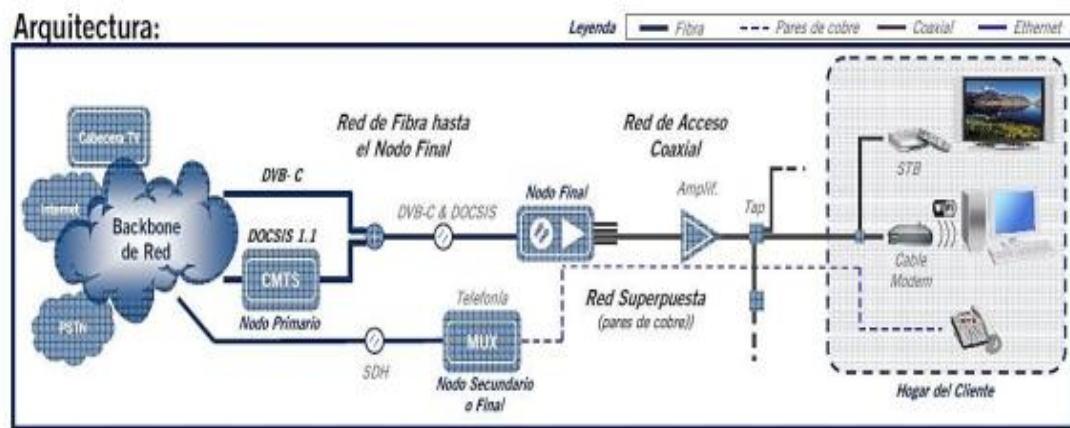 Arquitectura:
Leyenda
Fibra
Pares de cobre
Coaxial
Ethernet
Cabecera TV
Internet
Backbone
de Red
PSTN
DVB- C
DOCSIS 1.1
CMTS
Nodo Primario
Red de Fibra hasta
el Nodo Final
DVB-C & DOCSIS
SDH
Telefonía
MUX
Nodo Secundario
o Final
Nodo Final
Red de Acceso
Coaxial
Amplif.
Tap
Red Superpuesta
(pares de cobre))
STB
Cable
Modem
Hogar del Cliente